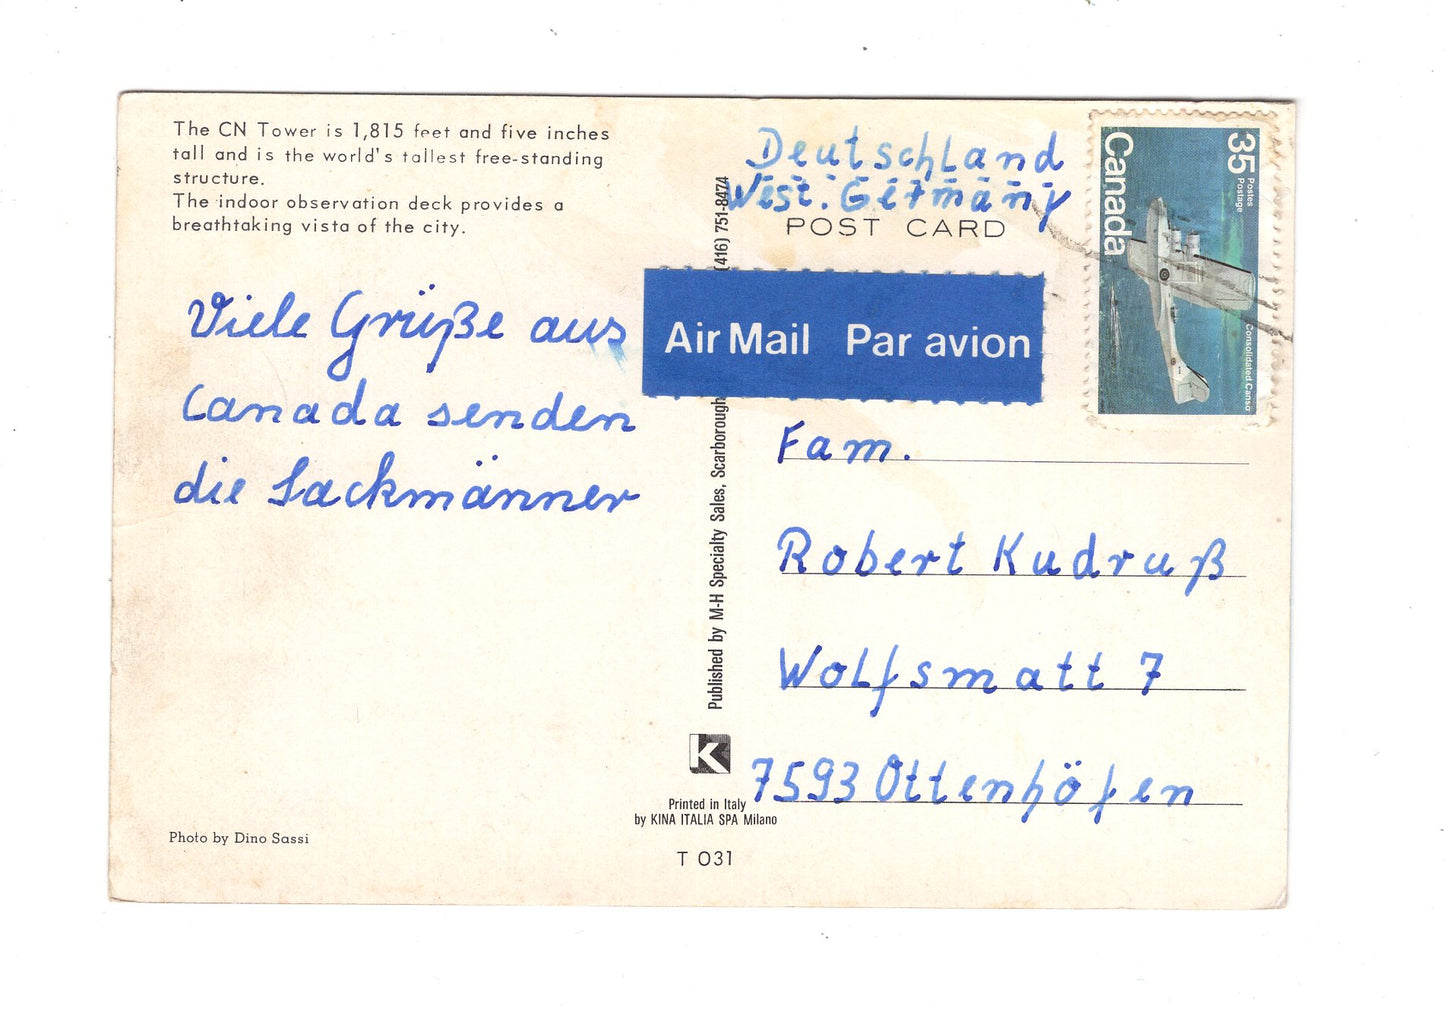 The CN Tower is 1,815 feet and five inches
tall and is the world's tallest free-standing
structure.
The indoor observation deck provides a
breathtaking vista of the city.
Viele Grüße aus
Canada senden
die Sackmänner
Photo by Dino Sassi
Published by M-H Specialty Sales, Scarborough
(416) 751-8474
K
Printed in Italy
by KINA ITALIA SPA Milano
T 031
Deutschland
West. Germany
POST CARD
Air Mail Par avion
Canada
35
Postes
Postage
Consolidated Canso
Fam.
Robert Kudruß
Wolfsmatt 7
7593 Ottenhöfen